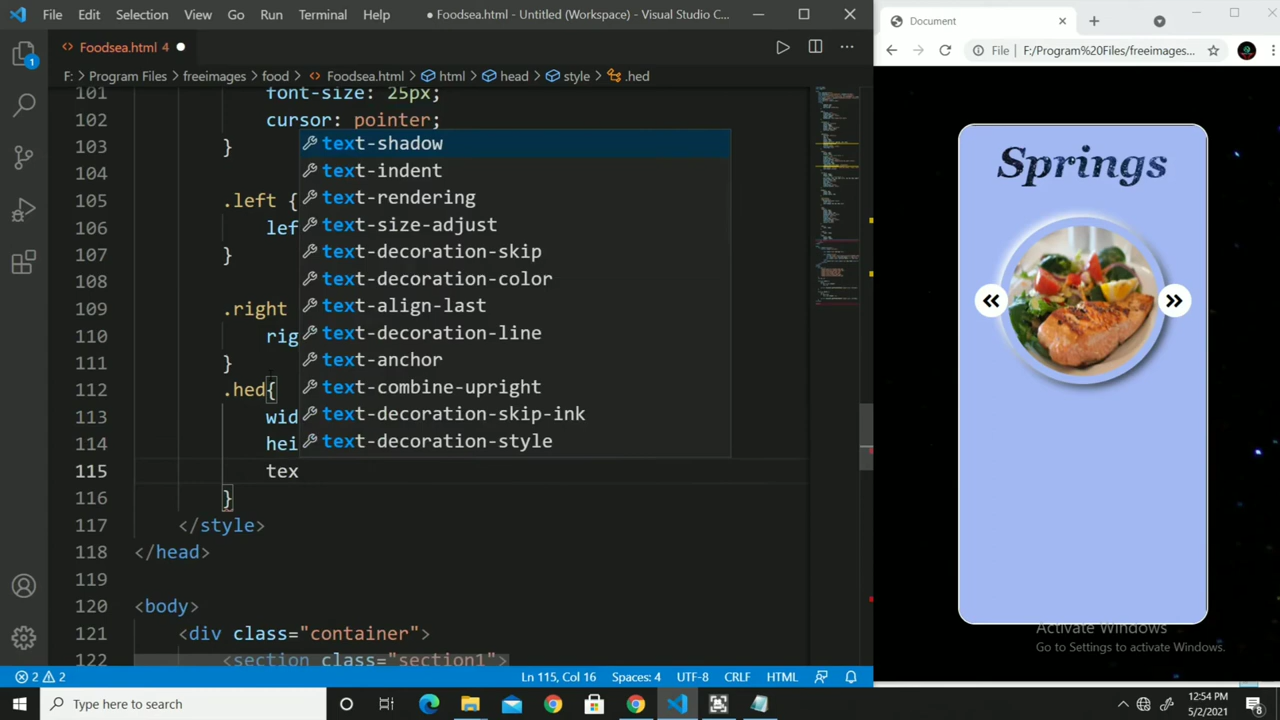 File Edit Selection View Go Run Terminal Help ● Foodsea.html - Untitled (Workspace) - Visual Studio C...
Foodsea.html 4
F: > Program Files > freeimages > food > Foodsea.html > html > head > style > .hed
101 font-size: 25px;
102 cursor: pointer;
103 }
104
105 .left {
106 lef
107 }
108
109 .right
110 rig
111 }
112 .hed{
113 wid
114 hei
115 tex
116 }
117 </style>
118 </head>
119
120 <body>
121 <div class="container">
122 <section class="section1">
text-shadow
text-indent
text-rendering
text-size-adjust
text-decoration-skip
text-decoration-color
text-align-last
text-decoration-line
text-anchor
text-combine-upright
text-decoration-skip-ink
text-decoration-style
1
2 2 Ln 115, Col 16 Spaces: 4 UTF-8 CRLF HTML
Document
File F:/Program%20Files/freeimages...
Springs
Activate Windows
Go to Settings to activate Windows.
Type here to search
12:54 PM
5/2/2021
8